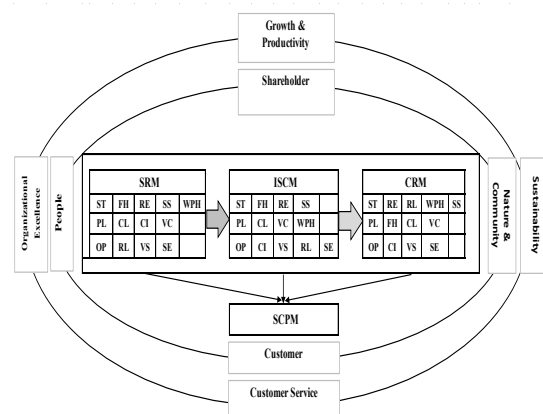 Growth &
Productivity
Shareholder
Organizational
Excellence
People
SRM
ST FH RE SS WPH
PL CL CI VC
OP RL VS SE
ISCM
ST FH RE SS
PL CL VC WPH
OP CI VS RL SE
CRM
ST RE RL WPH SS
PL FH CL VC
OP CI VS SE
Nature &
Community
Sustainability
SCPM
Customer
Customer Service